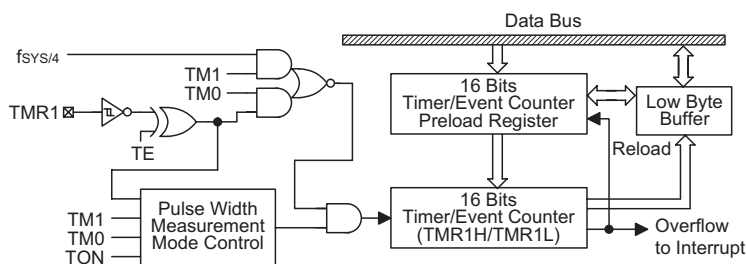 Data Bus
fSYS/4
TM1
TM0
TMR1
TE
16 Bits
Timer/Event Counter
Preload Register
Low Byte
Buffer
Reload
TM1
TM0
TON
Pulse Width
Measurement
Mode Control
16 Bits
Timer/Event Counter
(TMR1H/TMR1L)
Overflow
to Interrupt